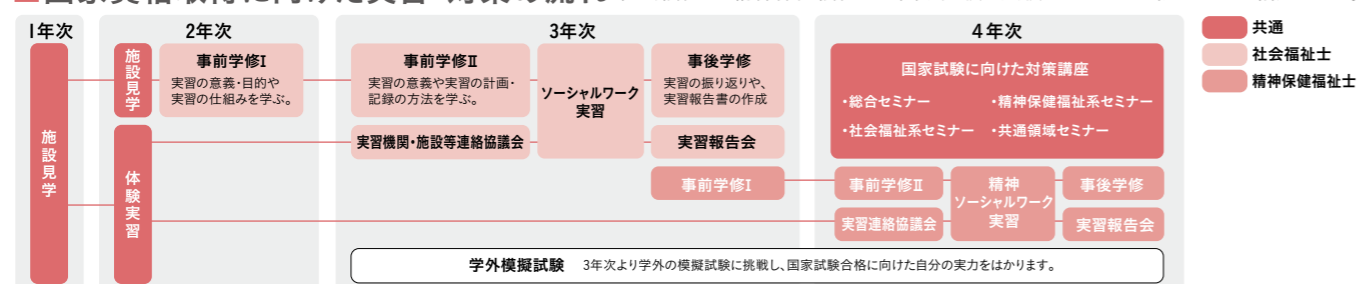 1年次
2年次
3年次
4年次
共通
社会福祉士
精神保健福祉士
施設見学
施設見学
体験実習
事前学修I
実習の意義・目的や
実習の仕組みを学ぶ。
事前学修II
実習の意義や実習の計画・
記録の方法を学ぶ。
実習機関・施設等連絡協議会
ソーシャルワーク
実習
事後学修
実習の振り返りや、
実習報告書の作成
実習報告会
事前学修I
国家試験に向けた対策講座
・総合セミナー ・精神保健福祉系セミナー
・社会福祉系セミナー ・共通領域セミナー
事前学修II
実習連絡協議会
精神
ソーシャルワーク
実習
事後学修
実習報告会
学外模擬試験 3年次より学外の模擬試験に挑戦し、国家試験合格に向けた自分の実力をはかります。